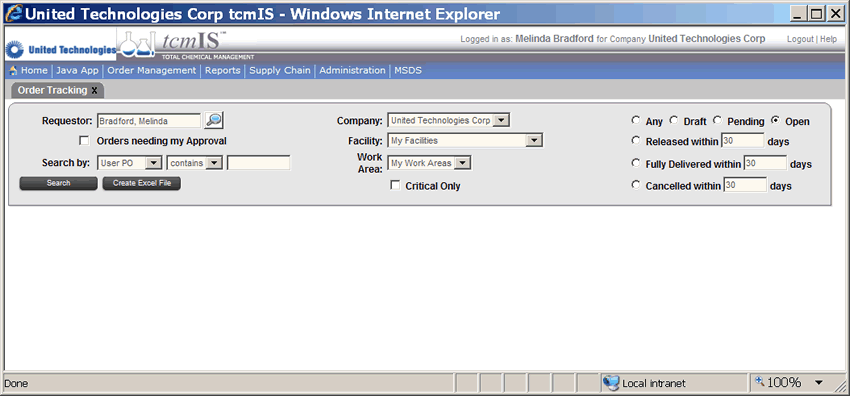 United Technologies Corp tcmIS - Windows Internet Explorer
United Technologies tcmIS™ TOTAL CHEMICAL MANAGEMENT Logged in as: Melinda Bradford for Company United Technologies Corp Logout | Help
Home Java App Order Management Reports Supply Chain Administration MSDS
Order Tracking x
Requestor: Bradford, Melinda Company: United Technologies Corp Any Draft Pending Open
Orders needing my Approval Facility: My Facilities Released within 30 days
Search by: User PO contains Work Area: My Work Areas Fully Delivered within 30 days
Search Create Excel File Critical Only Cancelled within 30 days
Done Local intranet 100%